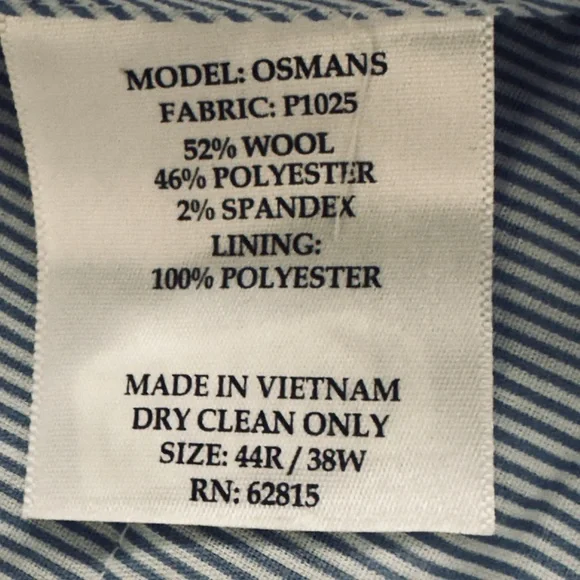 MODEL: OSMANS
FABRIC: P1025
52% WOOL
46% POLYESTER
2% SPANDEX
LINING:
100% POLYESTER
MADE IN VIETNAM
DRY CLEAN ONLY
SIZE: 44R / 38W
RN: 62815